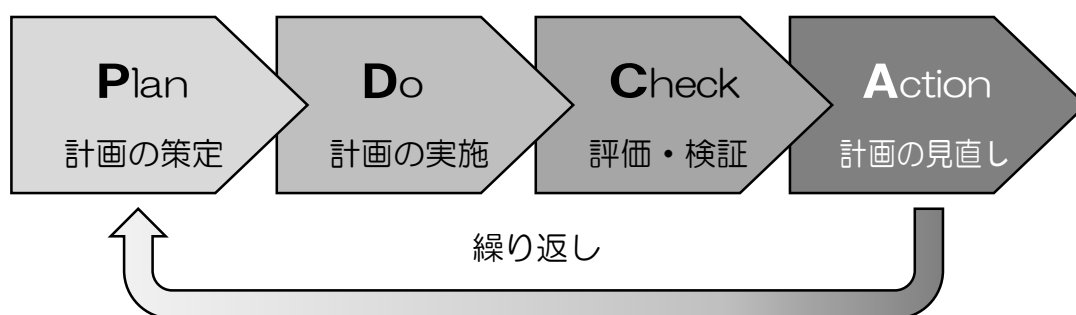 Plan
計画の策定
Do
計画の実施
Check
評価・検証
Action
計画の見直し
繰り返し